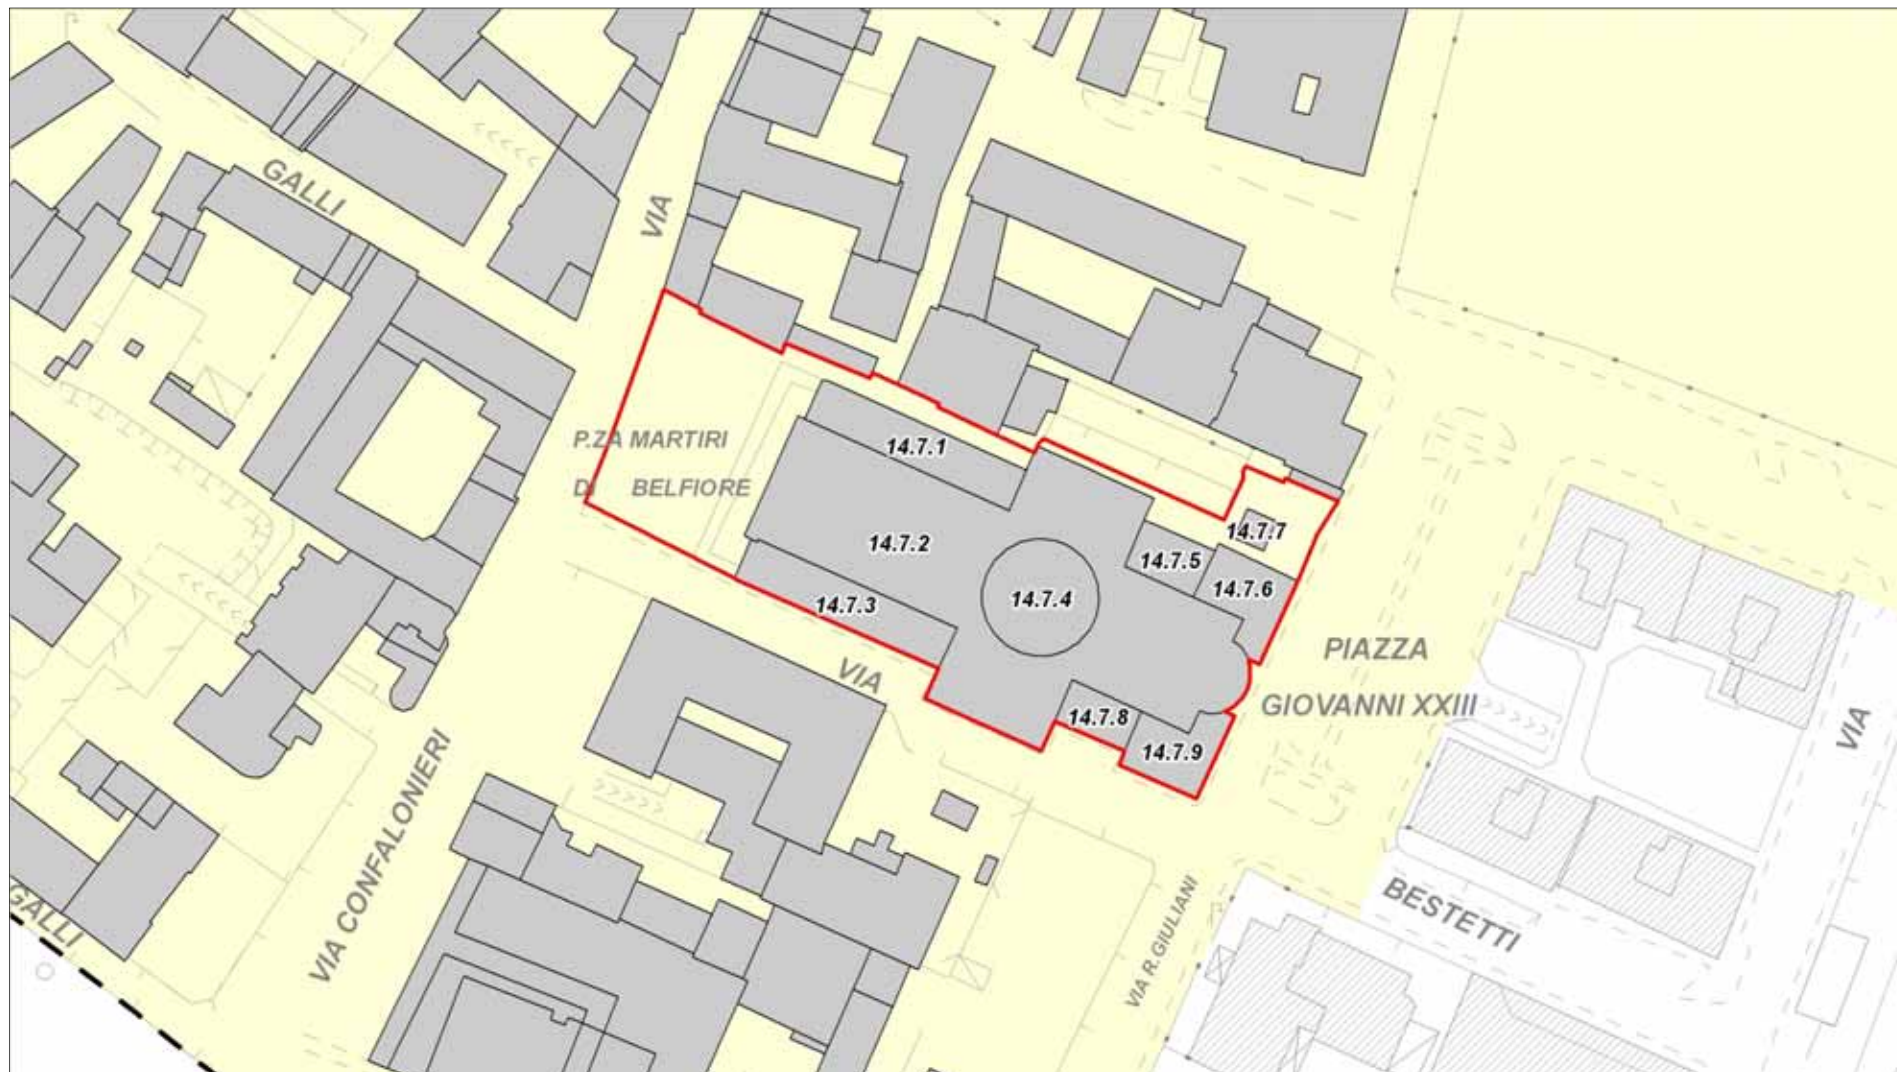 GALLI
VIA
P.ZA MARTIRI
DI BELFIORE
14.7.1
14.7.2
14.7.3
14.7.4
14.7.5
14.7.6
14.7.7
14.7.8
14.7.9
VIA
PIAZZA
GIOVANNI XXIII
VIA
VIA CONFALONIERI
GALLI
VIA R.GIULIANI
BESTETTI